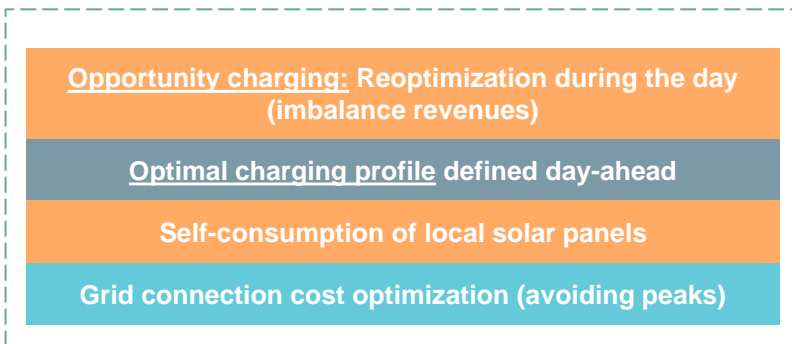 Opportunity charging: Reoptimization during the day
(imbalance revenues)
Optimal charging profile defined day-ahead
Self-consumption of local solar panels
Grid connection cost optimization (avoiding peaks)